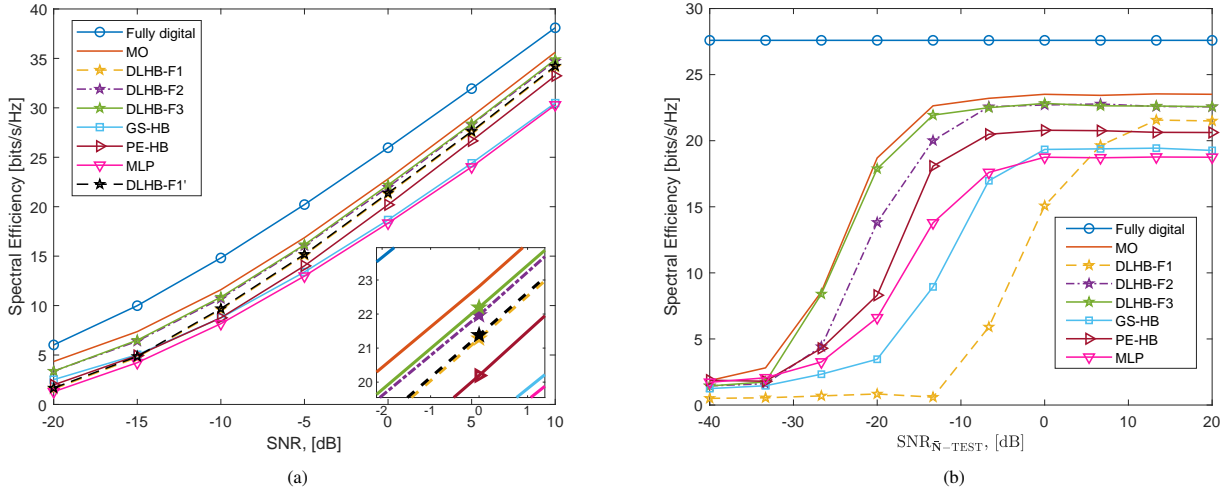 Spectral Efficiency [bits/s/Hz]
40
35
30
25
20
15
10
5
0
Fully digital
MO
DLHB-F1
DLHB-F2
DLHB-F3
GS-HB
PE-HB
MLP
DLHB-F1'
23
22
21
20
-2
-1
0
1
-20
-15
-10
-5
0
5
10
SNR, [dB]
(a)
Spectral Efficiency [bits/s/Hz]
30
25
20
15
10
5
0
Fully digital
MO
DLHB-F1
DLHB-F2
DLHB-F3
GS-HB
PE-HB
MLP
-40
-30
-20
-10
0
10
20
SNR_N̄−TEST, [dB]
(b)